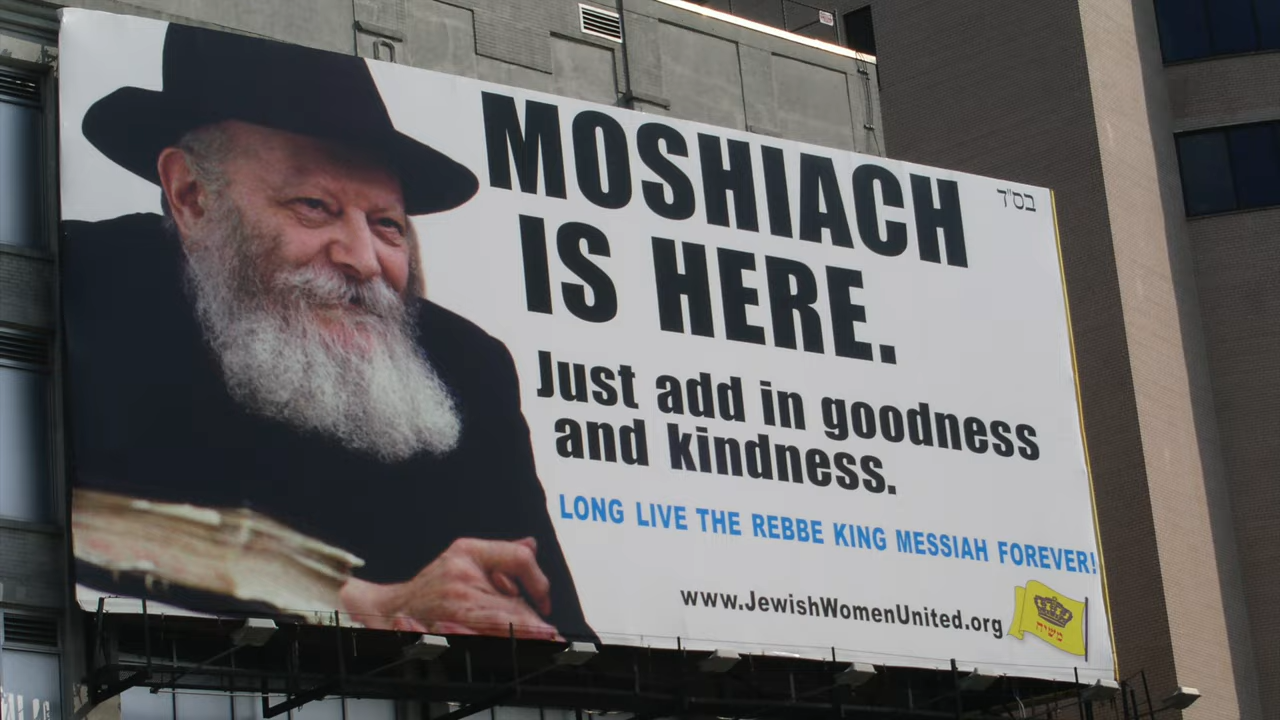 בס"ד
MOSHIACH
IS HERE.
Just add in goodness
and kindness.
LONG LIVE THE REBBE KING MESSIAH FOREVER!
www.JewishWomenUnited.org
משיח